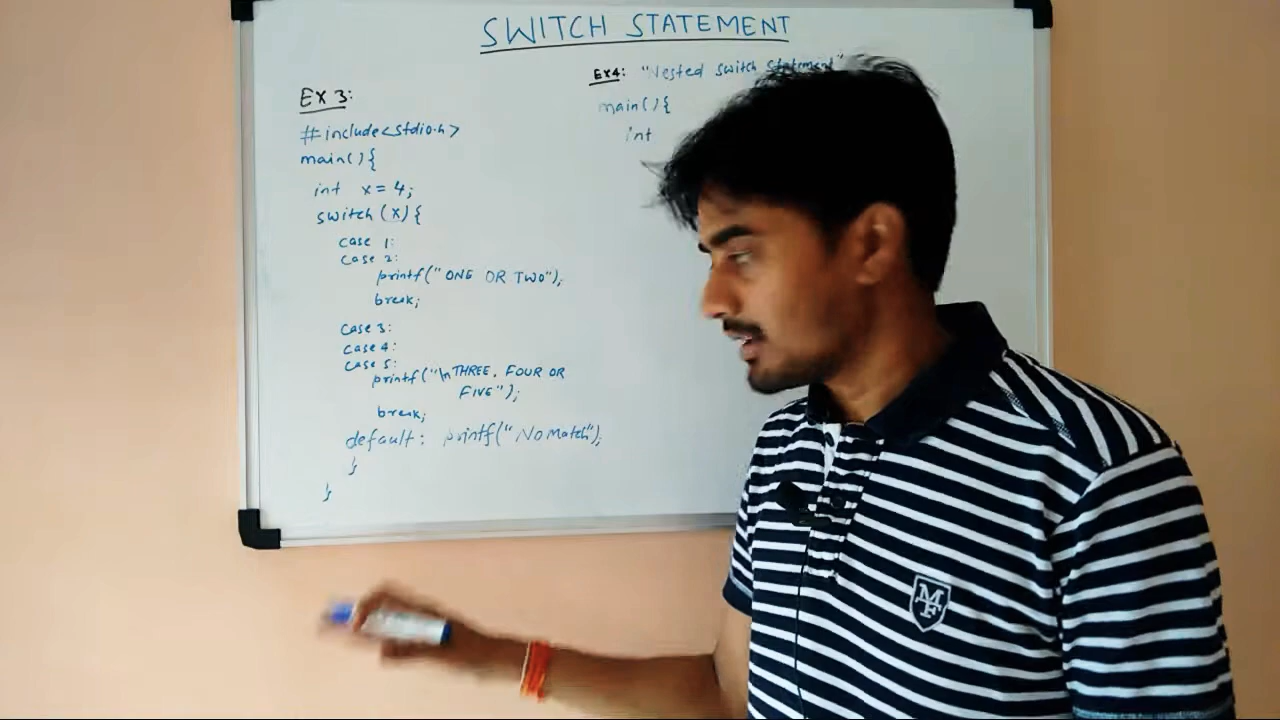 SWITCH STATEMENT
EX 3:
#include<stdio.h>
main(){
int x = 4;
switch (x) {
case 1:
case 2:
printf("ONE OR TWO");
break;
case 3:
case 4:
case 5:
printf("\nTHREE, FOUR OR
FIVE");
break;
default: printf("No Match");
}
}
EX4: "Nested switch statement"
main(){
int
MF